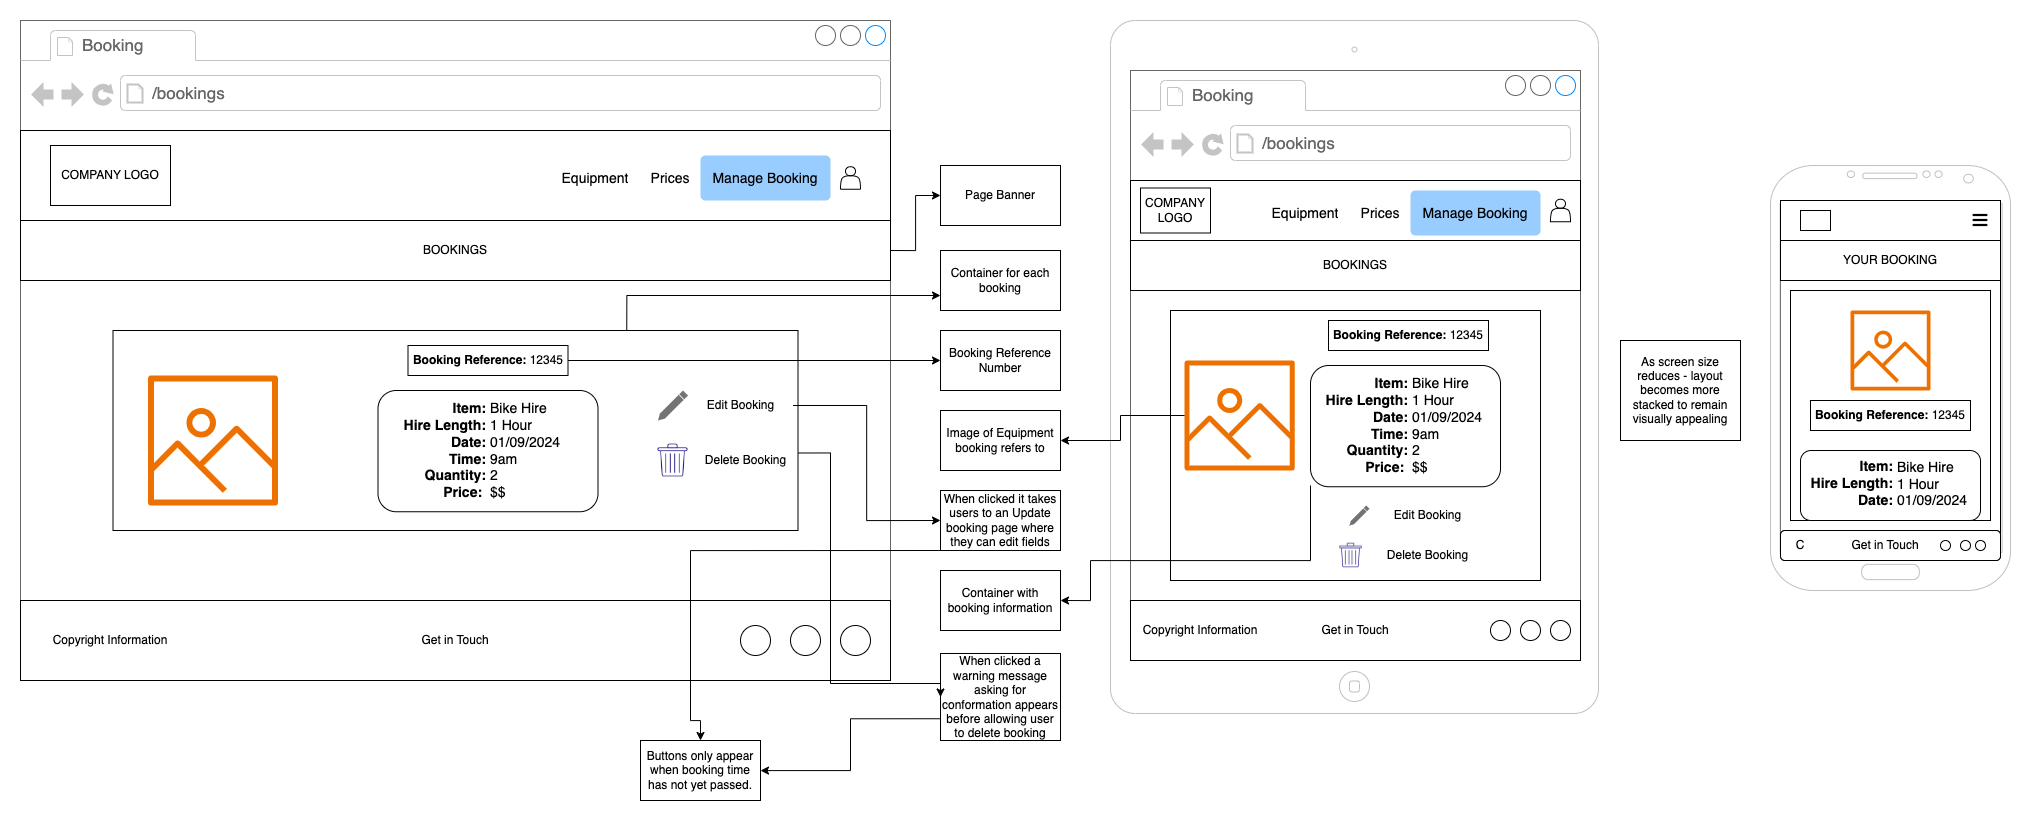 Booking
/bookings
COMPANY LOGO
Equipment
Prices
Manage Booking
BOOKINGS
Booking Reference: 12345
Item: Bike Hire
Hire Length: 1 Hour
Date: 01/09/2024
Time: 9am
Quantity: 2
Price: $$
Edit Booking
Delete Booking
Copyright Information
Get in Touch
Page Banner
Container for each
booking
Booking Reference
Number
Image of Equipment
booking refers to
When clicked it takes
users to an Update
booking page where
they can edit fields
Container with
booking information
When clicked a
warning message
asking for
conformation appears
before allowing user
to delete booking
Buttons only appear
when booking time
has not yet passed.
Booking
/bookings
COMPANY
LOGO
Equipment
Prices
Manage Booking
BOOKINGS
Booking Reference: 12345
Item: Bike Hire
Hire Length: 1 Hour
Date: 01/09/2024
Time: 9am
Quantity: 2
Price: $$
Edit Booking
Delete Booking
Copyright Information
Get in Touch
As screen size
reduces - layout
becomes more
stacked to remain
visually appealing
YOUR BOOKING
Booking Reference: 12345
Item: Bike Hire
Hire Length: 1 Hour
Date: 01/09/2024
C
Get in Touch